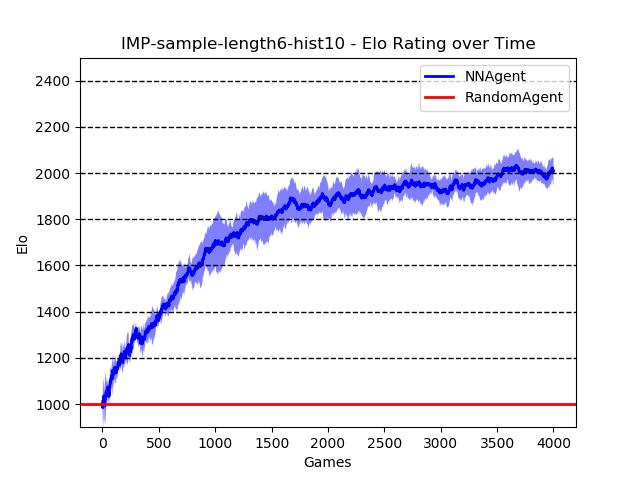 IMP-sample-length6-hist10 - Elo Rating over Time
NNAgent
RandomAgent
2400
2200
2000
1800
1600
1400
1200
1000
Elo
0 500 1000 1500 2000 2500 3000 3500 4000
Games